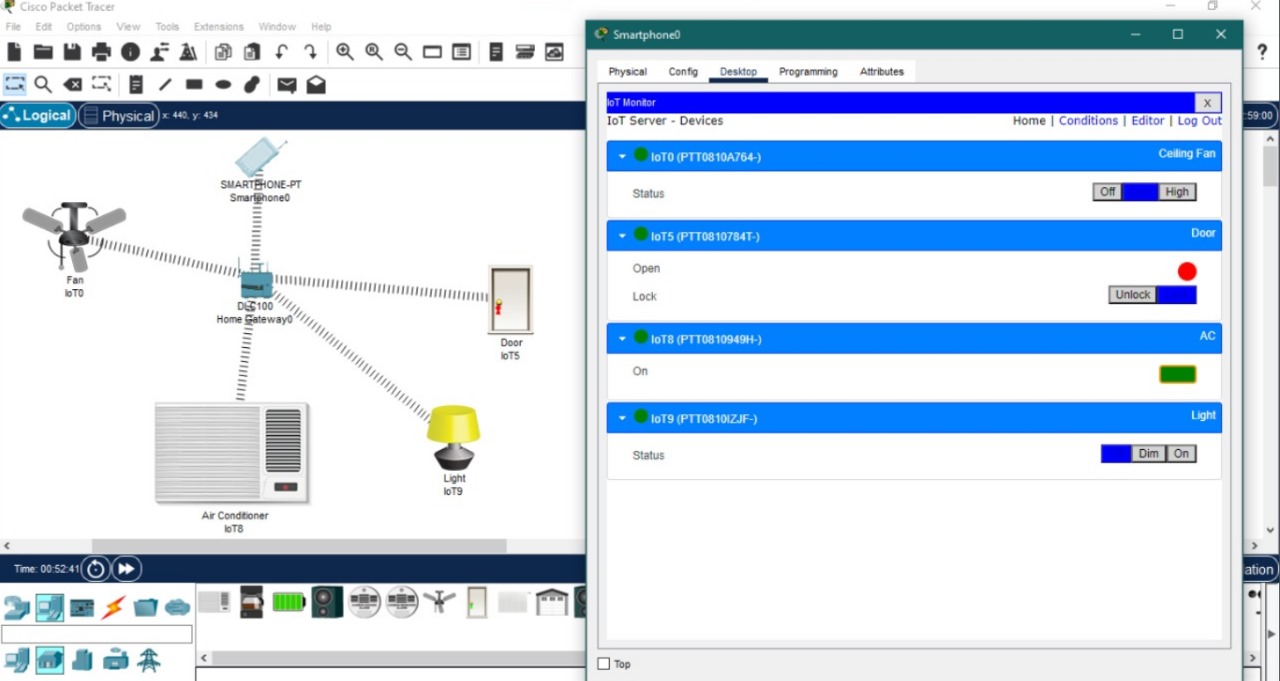 Cisco Packet Tracer
File Edit Options View Tools Extensions Window Help
Logical Physical x: 440, y: 434
SMARTPHONE-PT
Smartphone0
Fan
IoT0
DLC100
Home Gateway0
Door
IoT5
Light
IoT9
Air Conditioner
IoT8
Time: 00:52:41
Smartphone0
Physical Config Desktop Programming Attributes
IoT Monitor X
IoT Server - Devices Home | Conditions | Editor | Log Out
IoT0 (PTT0810A764-) Ceiling Fan
Status Off High
IoT5 (PTT0810784T-) Door
Open
Lock Unlock
IoT8 (PTT0810949H-) AC
On
IoT9 (PTT0810IZJF-) Light
Status Dim On
Top
:59:00
ation